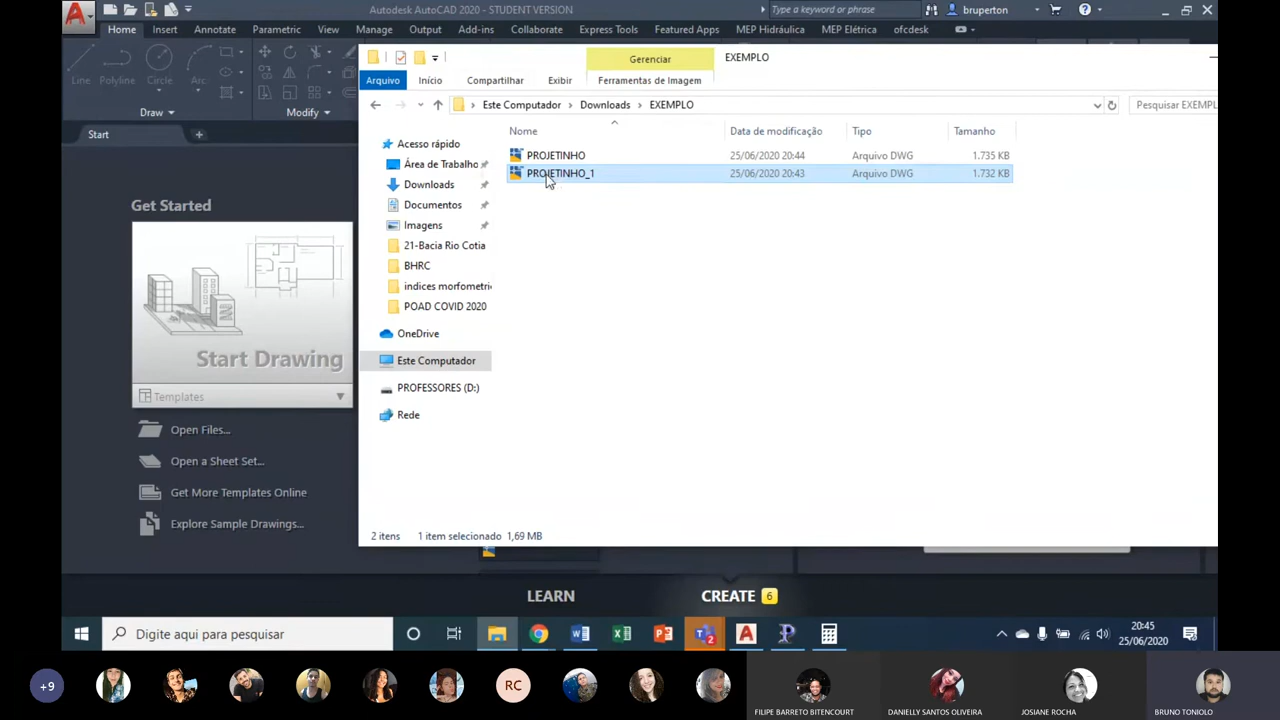 Autodesk AutoCAD 2020 - STUDENT VERSION
Type a keyword or phrase
bruperton
Home Insert Annotate Parametric View Manage Output Add-ins Collaborate Express Tools Featured Apps MEP Hidráulica MEP Elétrica ofcdesk
Line Polyline Circle Arc
Draw
Modify
Start
Gerenciar
EXEMPLO
Arquivo Início Compartilhar Exibir Ferramentas de Imagem
Este Computador Downloads EXEMPLO
Pesquisar EXEMPL
Nome Data de modificação Tipo Tamanho
PROJETINHO 25/06/2020 20:44 Arquivo DWG 1.735 KB
PROJETINHO_1 25/06/2020 20:43 Arquivo DWG 1.732 KB
Acesso rápido
Área de Trabalho
Downloads
Documentos
Imagens
21-Bacia Rio Cotia
BHRC
indices morfometri
POAD COVID 2020
OneDrive
Este Computador
PROFESSORES (D:)
Rede
2 itens 1 item selecionado 1,69 MB
Get Started
Start Drawing
Templates
Open Files...
Open a Sheet Set...
Get More Templates Online
Explore Sample Drawings...
LEARN CREATE 6
Digite aqui para pesquisar
20:45
25/06/2020
+9
RC
FILIPE BARRETO BITENCOURT
DANIELLY SANTOS OLIVEIRA
JOSIANE ROCHA
BRUNO TONIOLO